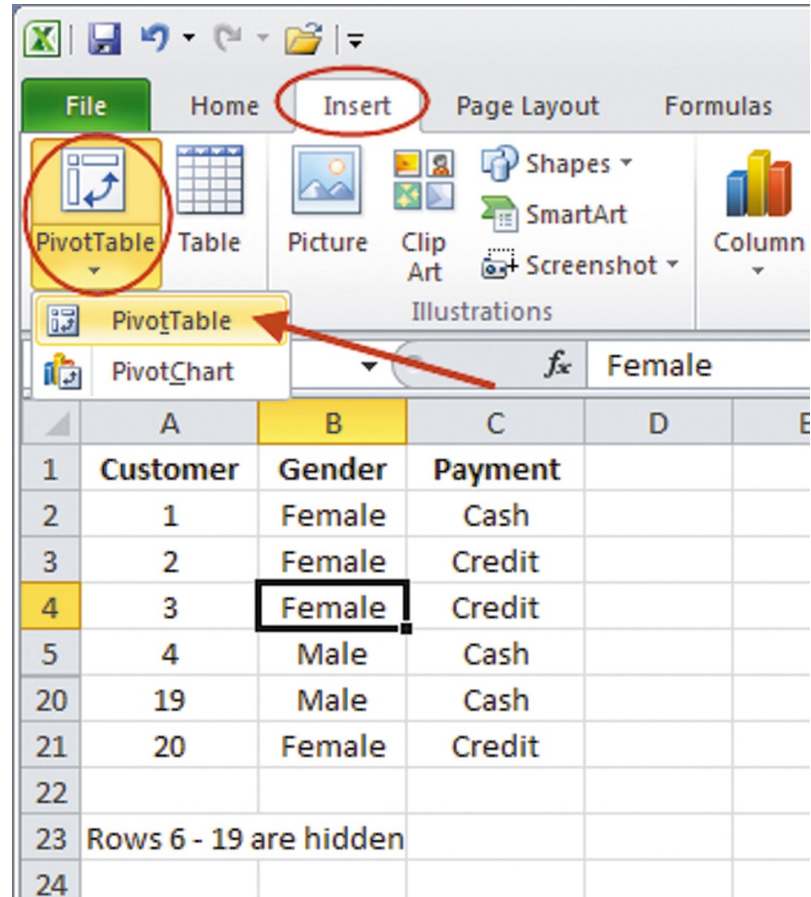 File Home Insert Page Layout Formulas
PivotTable Table Picture Clip Art Shapes Column
SmartArt
Screenshot
Illustrations
PivotTable
PivotChart
fx Female
A B C D E
1 Customer Gender Payment
2 1 Female Cash
3 2 Female Credit
4 3 Female Credit
5 4 Male Cash
20 19 Male Cash
21 20 Female Credit
22
23 Rows 6 - 19 are hidden
24